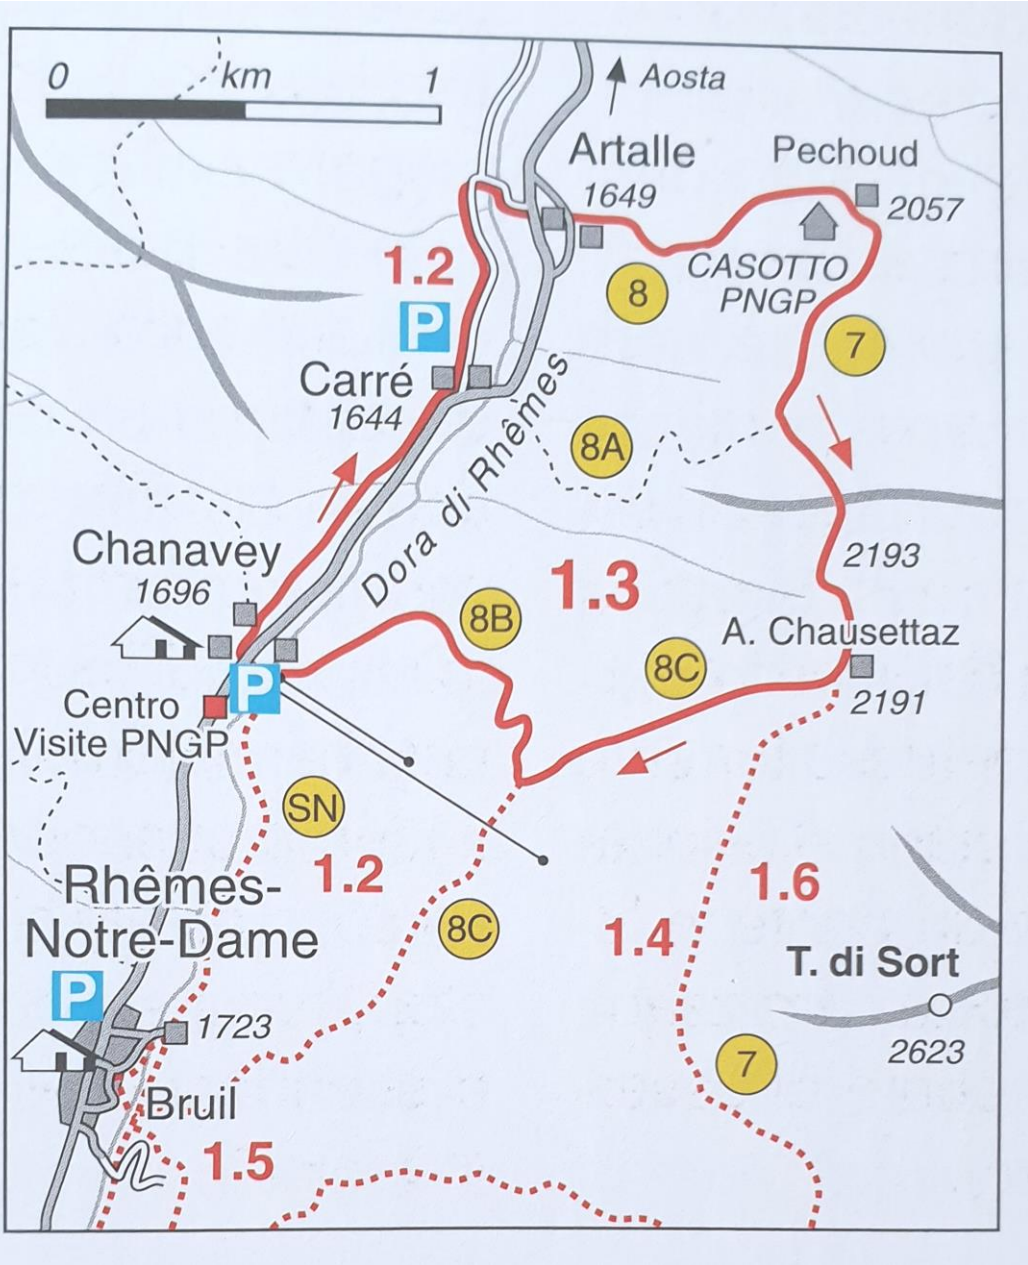 0 km 1
Aosta
Artalle
1649
Pechoud
2057
1.2
CASOTTO
PNGP
8
P
7
Carré
1644
8A
Dora di Rhêmes
Chanavey
1696
2193
1.3
8B
A. Chausettaz
8C
2191
P
Centro
Visite PNGP
SN
1.2
1.6
Rhêmes-
Notre-Dame
8C
1.4
T. di Sort
P
1723
2623
7
Bruil
1.5